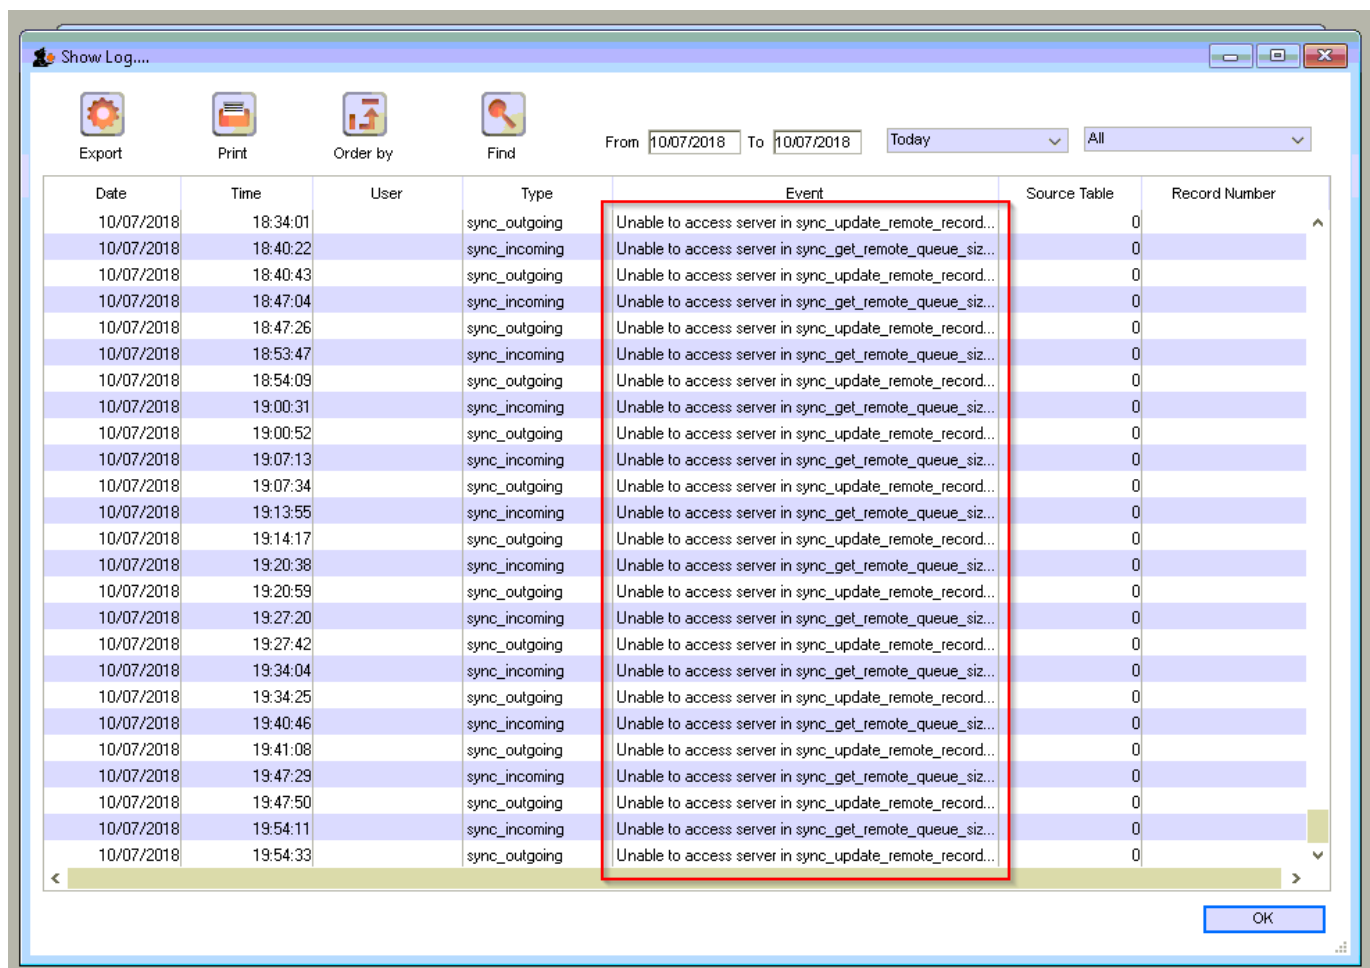 Show Log....
Export Print Order by Find From 10/07/2018 To 10/07/2018 Today All
Date Time User Type Event Source Table Record Number
10/07/2018 18:34:01 sync_outgoing Unable to access server in sync_update_remote_record... 0
10/07/2018 18:40:22 sync_incoming Unable to access server in sync_get_remote_queue_siz... 0
10/07/2018 18:40:43 sync_outgoing Unable to access server in sync_update_remote_record... 0
10/07/2018 18:47:04 sync_incoming Unable to access server in sync_get_remote_queue_siz... 0
10/07/2018 18:47:26 sync_outgoing Unable to access server in sync_update_remote_record... 0
10/07/2018 18:53:47 sync_incoming Unable to access server in sync_get_remote_queue_siz... 0
10/07/2018 18:54:09 sync_outgoing Unable to access server in sync_update_remote_record... 0
10/07/2018 19:00:31 sync_incoming Unable to access server in sync_get_remote_queue_siz... 0
10/07/2018 19:00:52 sync_outgoing Unable to access server in sync_update_remote_record... 0
10/07/2018 19:07:13 sync_incoming Unable to access server in sync_get_remote_queue_siz... 0
10/07/2018 19:07:34 sync_outgoing Unable to access server in sync_update_remote_record... 0
10/07/2018 19:13:55 sync_incoming Unable to access server in sync_get_remote_queue_siz... 0
10/07/2018 19:14:17 sync_outgoing Unable to access server in sync_update_remote_record... 0
10/07/2018 19:20:38 sync_incoming Unable to access server in sync_get_remote_queue_siz... 0
10/07/2018 19:20:59 sync_outgoing Unable to access server in sync_update_remote_record... 0
10/07/2018 19:27:20 sync_incoming Unable to access server in sync_get_remote_queue_siz... 0
10/07/2018 19:27:42 sync_outgoing Unable to access server in sync_update_remote_record... 0
10/07/2018 19:34:04 sync_incoming Unable to access server in sync_get_remote_queue_siz... 0
10/07/2018 19:34:25 sync_outgoing Unable to access server in sync_update_remote_record... 0
10/07/2018 19:40:46 sync_incoming Unable to access server in sync_get_remote_queue_siz... 0
10/07/2018 19:41:08 sync_outgoing Unable to access server in sync_update_remote_record... 0
10/07/2018 19:47:29 sync_incoming Unable to access server in sync_get_remote_queue_siz... 0
10/07/2018 19:47:50 sync_outgoing Unable to access server in sync_update_remote_record... 0
10/07/2018 19:54:11 sync_incoming Unable to access server in sync_get_remote_queue_siz... 0
10/07/2018 19:54:33 sync_outgoing Unable to access server in sync_update_remote_record... 0
OK